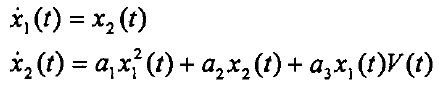 ẋ₁(t) = x₂(t)
ẋ₂(t) = a₁x₁²(t) + a₂x₂(t) + a₃x₁(t)V(t)